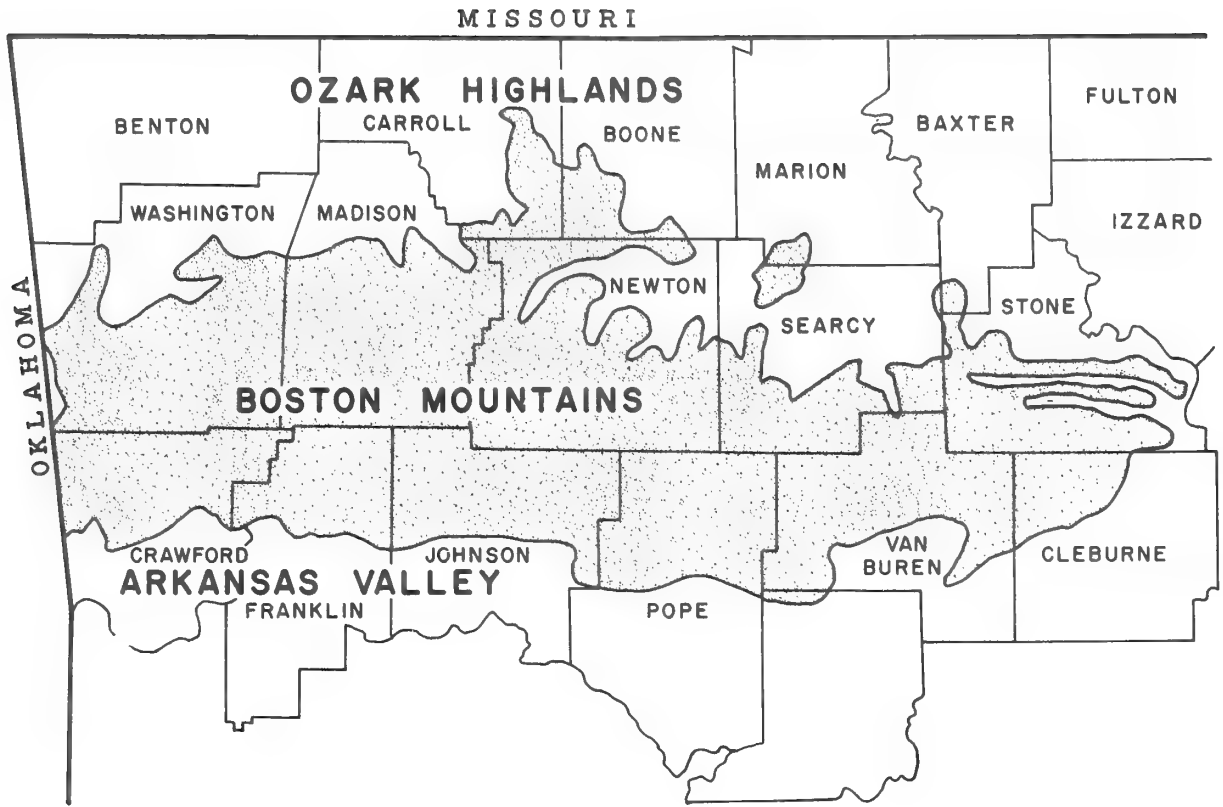 MISSOURI
OZARK HIGHLANDS
BENTON
CARROLL
BOONE
BAXTER
FULTON
MARION
WASHINGTON
MADISON
IZZARD
NEWTON
SEARCY
STONE
OKLAHOMA
BOSTON MOUNTAINS
CRAWFORD
JOHNSON
VAN
BUREN
CLEBURNE
ARKANSAS VALLEY
FRANKLIN
POPE